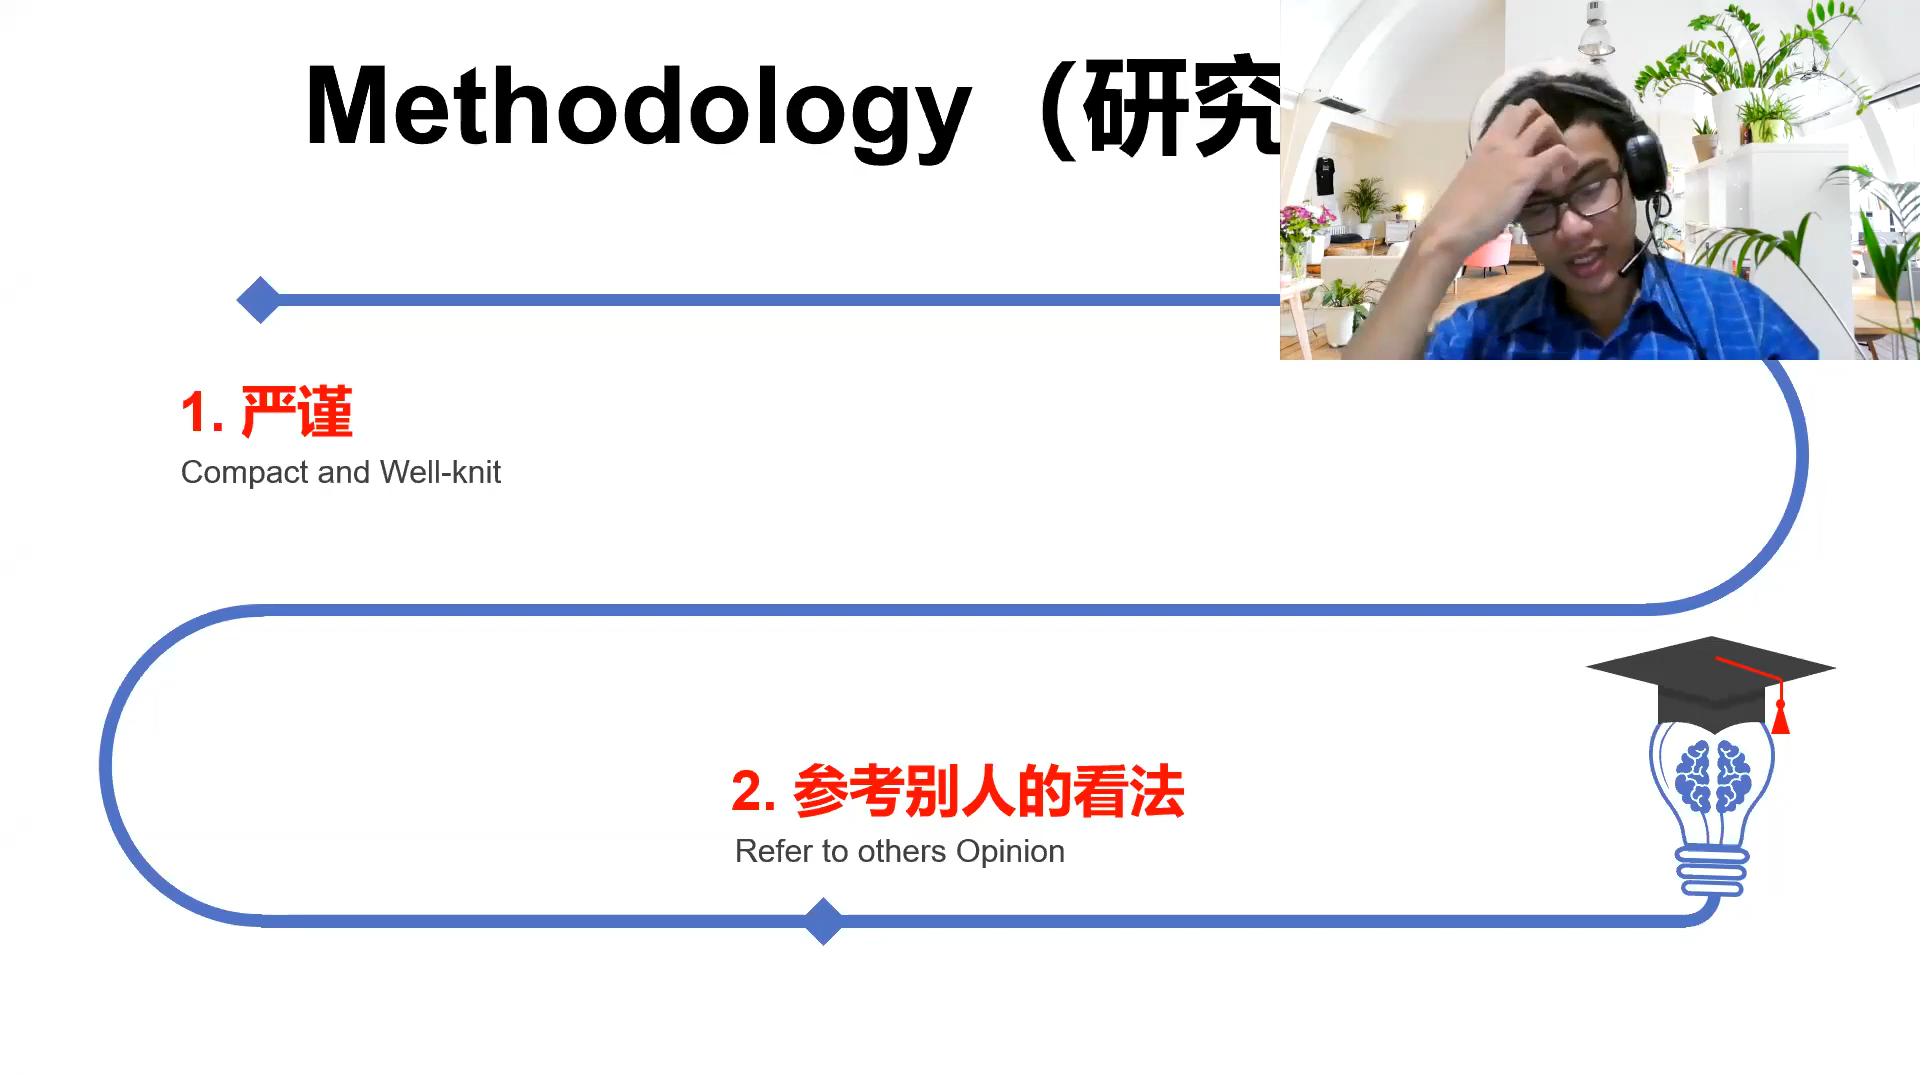 Methodology (研究
1. 严谨
Compact and Well-knit
2. 参考别人的看法
Refer to others Opinion